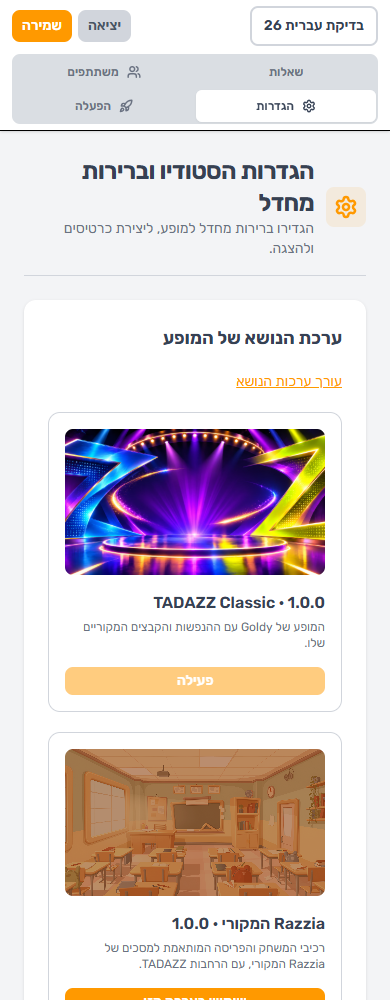 בדיקת עברית 26
יציאה
שמירה
שאלות
משתתפים
הגדרות
הפעלה
הגדרות הסטודיו וברירות
מחדל
הגדירו ברירות מחדל למופע, ליצירת כרטיסים
ולהצגה.
ערכת הנושא של המופע
עורך ערכות הנושא
TADAZZ Classic • 1.0.0
המופע של Goldy עם ההנפשות והקבצים המקוריים
שלו.
פעילה
Razzia המקורי • 1.0.0
רכיבי המשחק והפריסה המותאמת למסכים של
Razzia המקורי, עם הרחבות TADAZZ.